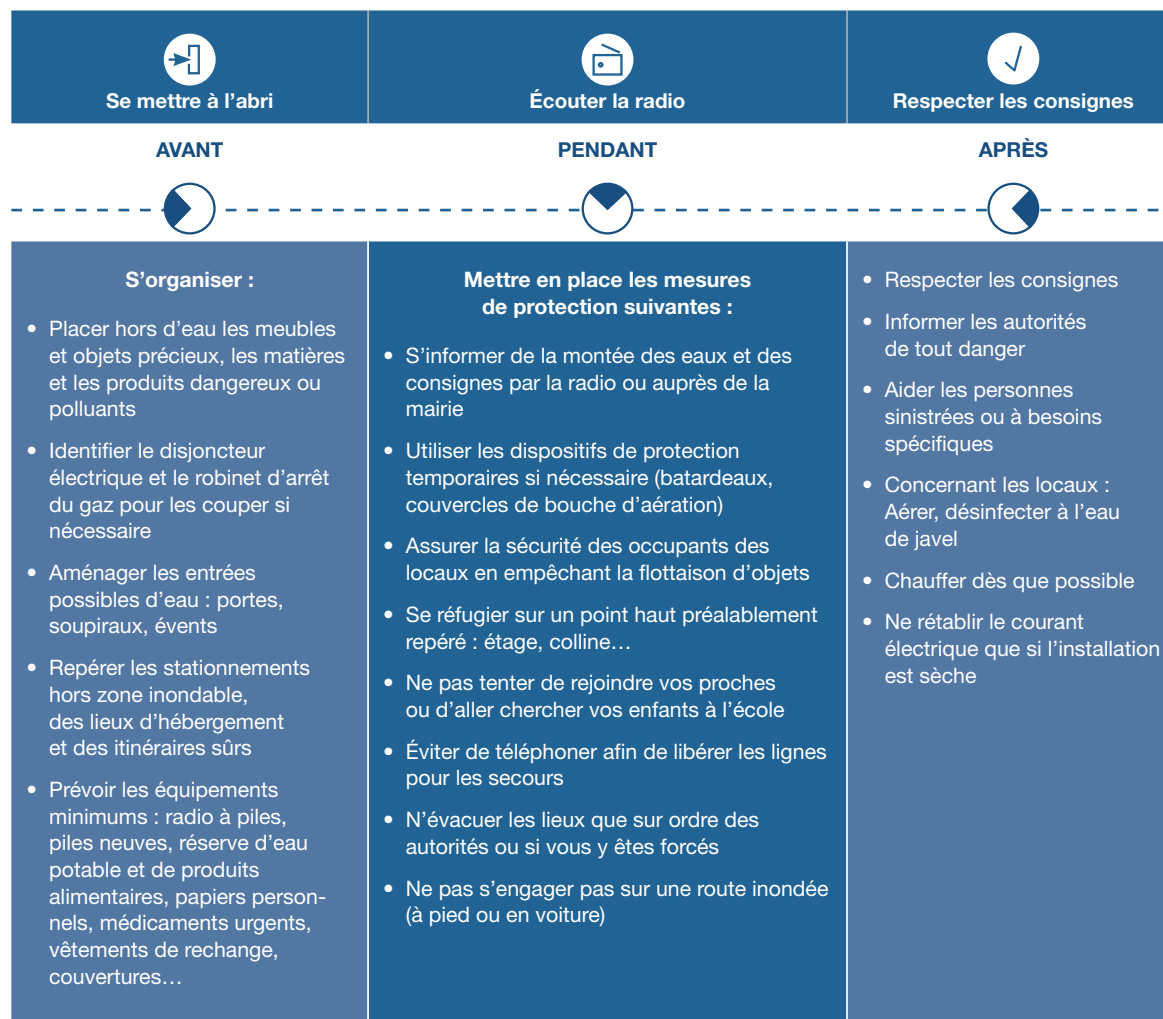 Se mettre à l'abri
Écouter la radio
Respecter les consignes
AVANT
PENDANT
APRÈS
S'organiser :
• Placer hors d'eau les meubles
et objets précieux, les matières
et les produits dangereux ou
polluants
• Identifier le disjoncteur
électrique et le robinet d'arrêt
du gaz pour les couper si
nécessaire
• Aménager les entrées
possibles d'eau : portes,
soupiraux, évents
• Repérer les stationnements
hors zone inondable,
des lieux d'hébergement
et des itinéraires sûrs
• Prévoir les équipements
minimums : radio à piles,
piles neuves, réserve d'eau
potable et de produits
alimentaires, papiers person-
nels, médicaments urgents,
vêtements de rechange,
couvertures…
Mettre en place les mesures
de protection suivantes :
• S'informer de la montée des eaux et des
consignes par la radio ou auprès de la
mairie
• Utiliser les dispositifs de protection
temporaires si nécessaire (batardeaux,
couvercles de bouche d'aération)
• Assurer la sécurité des occupants des
locaux en empêchant la flottaison d'objets
• Se réfugier sur un point haut préalablement
repéré : étage, colline…
• Ne pas tenter de rejoindre vos proches
ou d'aller chercher vos enfants à l'école
• Éviter de téléphoner afin de libérer les lignes
pour les secours
• N'évacuer les lieux que sur ordre des
autorités ou si vous y êtes forcés
• Ne pas s'engager pas sur une route inondée
(à pied ou en voiture)
• Respecter les consignes
• Informer les autorités
de tout danger
• Aider les personnes
sinistrées ou à besoins
spécifiques
• Concernant les locaux :
Aérer, désinfecter à l'eau
de javel
• Chauffer dès que possible
• Ne rétablir le courant
électrique que si l'installation
est sèche